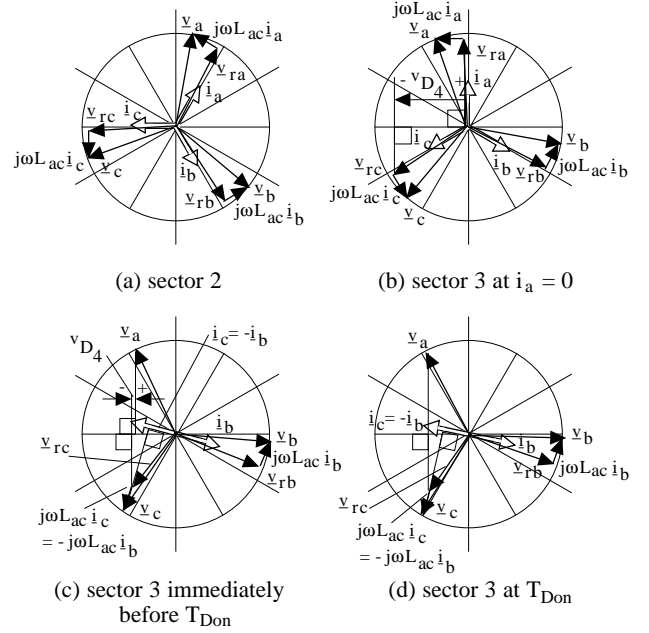 v_a
jωL_ac i_a
v_ra
i_a
v_rc
i_c
jωL_ac i_c
v_c
i_b
v_b
v_rb
jωL_ac i_b
(a) sector 2
jωL_ac i_a
v_a
v_ra
- v_D4 +
i_a
i_c
v_rc
jωL_ac i_c
v_c
i_b
v_b
v_rb
jωL_ac i_b
(b) sector 3 at i_a = 0
v_D4
v_a
i_c = -i_b
- +
i_b
v_rc
v_b
v_rb
jωL_ac i_b
jωL_ac i_c
v_c
= - jωL_ac i_b
(c) sector 3 immediately
before T_Don
v_a
i_c = -i_b
i_b
v_b
v_rb
jωL_ac i_b
v_rc
v_c
jωL_ac i_c
= - jωL_ac i_b
(d) sector 3 at T_Don